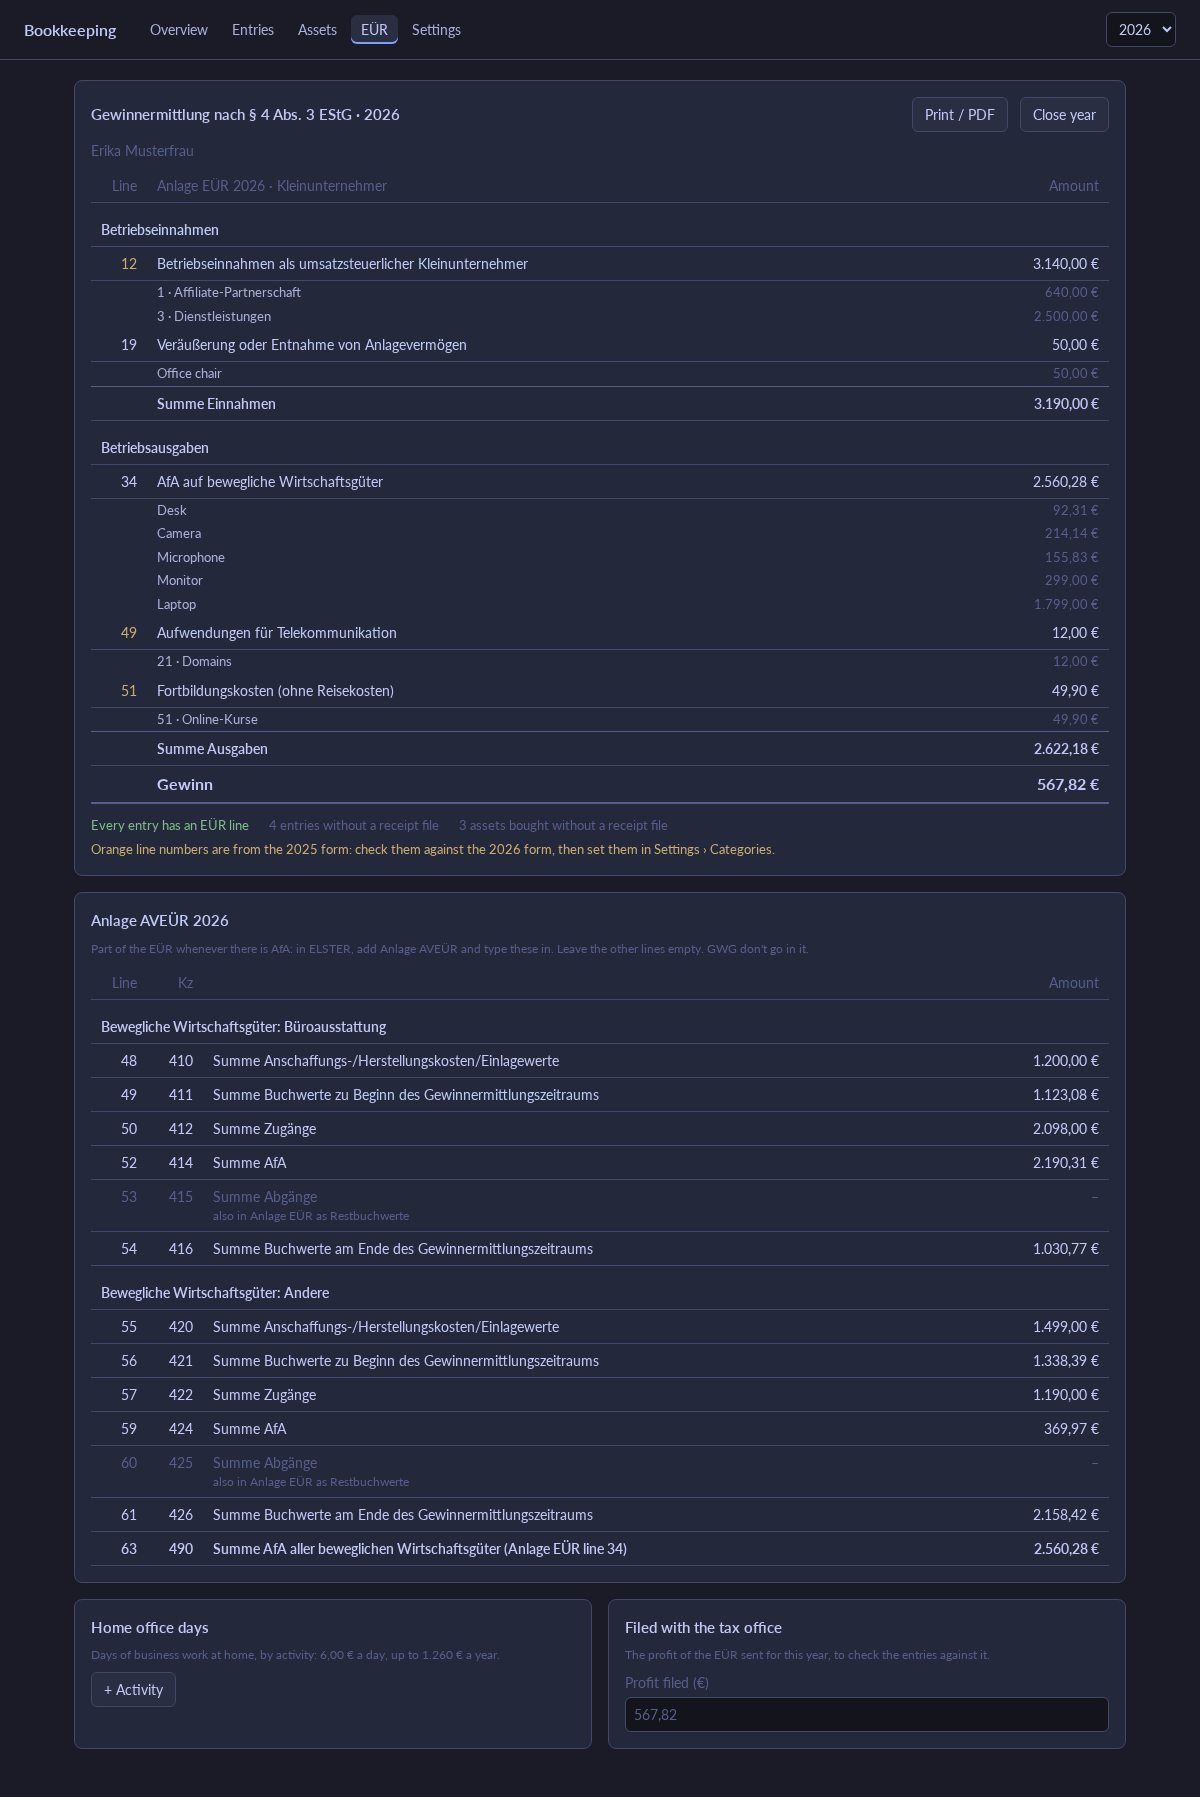 Bookkeeping Overview Entries Assets EÜR Settings 2026
Gewinnermittlung nach § 4 Abs. 3 EStG · 2026 Print / PDF Close year
Erika Musterfrau
Line Anlage EÜR 2026 · Kleinunternehmer Amount
Betriebseinnahmen
12 Betriebseinnahmen als umsatzsteuerlicher Kleinunternehmer 3.140,00 €
1 · Affiliate-Partnerschaft 640,00 €
3 · Dienstleistungen 2.500,00 €
19 Veräußerung oder Entnahme von Anlagevermögen 50,00 €
Office chair 50,00 €
Summe Einnahmen 3.190,00 €
Betriebsausgaben
34 AfA auf bewegliche Wirtschaftsgüter 2.560,28 €
Desk 92,31 €
Camera 214,14 €
Microphone 155,83 €
Monitor 299,00 €
Laptop 1.799,00 €
49 Aufwendungen für Telekommunikation 12,00 €
21 · Domains 12,00 €
51 Fortbildungskosten (ohne Reisekosten) 49,90 €
51 · Online-Kurse 49,90 €
Summe Ausgaben 2.622,18 €
Gewinn 567,82 €
Every entry has an EÜR line 4 entries without a receipt file 3 assets bought without a receipt file
Orange line numbers are from the 2025 form: check them against the 2026 form, then set them in Settings › Categories.
Anlage AVEÜR 2026
Part of the EÜR whenever there is AfA: in ELSTER, add Anlage AVEÜR and type these in. Leave the other lines empty. GWG don't go in it.
Line Kz Amount
Bewegliche Wirtschaftsgüter: Büroausstattung
48 410 Summe Anschaffungs-/Herstellungskosten/Einlagewerte 1.200,00 €
49 411 Summe Buchwerte zu Beginn des Gewinnermittlungszeitraums 1.123,08 €
50 412 Summe Zugänge 2.098,00 €
52 414 Summe AfA 2.190,31 €
53 415 Summe Abgänge –
also in Anlage EÜR as Restbuchwerte
54 416 Summe Buchwerte am Ende des Gewinnermittlungszeitraums 1.030,77 €
Bewegliche Wirtschaftsgüter: Andere
55 420 Summe Anschaffungs-/Herstellungskosten/Einlagewerte 1.499,00 €
56 421 Summe Buchwerte zu Beginn des Gewinnermittlungszeitraums 1.338,39 €
57 422 Summe Zugänge 1.190,00 €
59 424 Summe AfA 369,97 €
60 425 Summe Abgänge –
also in Anlage EÜR as Restbuchwerte
61 426 Summe Buchwerte am Ende des Gewinnermittlungszeitraums 2.158,42 €
63 490 Summe AfA aller beweglichen Wirtschaftsgüter (Anlage EÜR line 34) 2.560,28 €
Home office days
Days of business work at home, by activity: 6,00 € a day, up to 1.260 € a year.
+ Activity
Filed with the tax office
The profit of the EÜR sent for this year, to check the entries against it.
Profit filed (€)
567,82